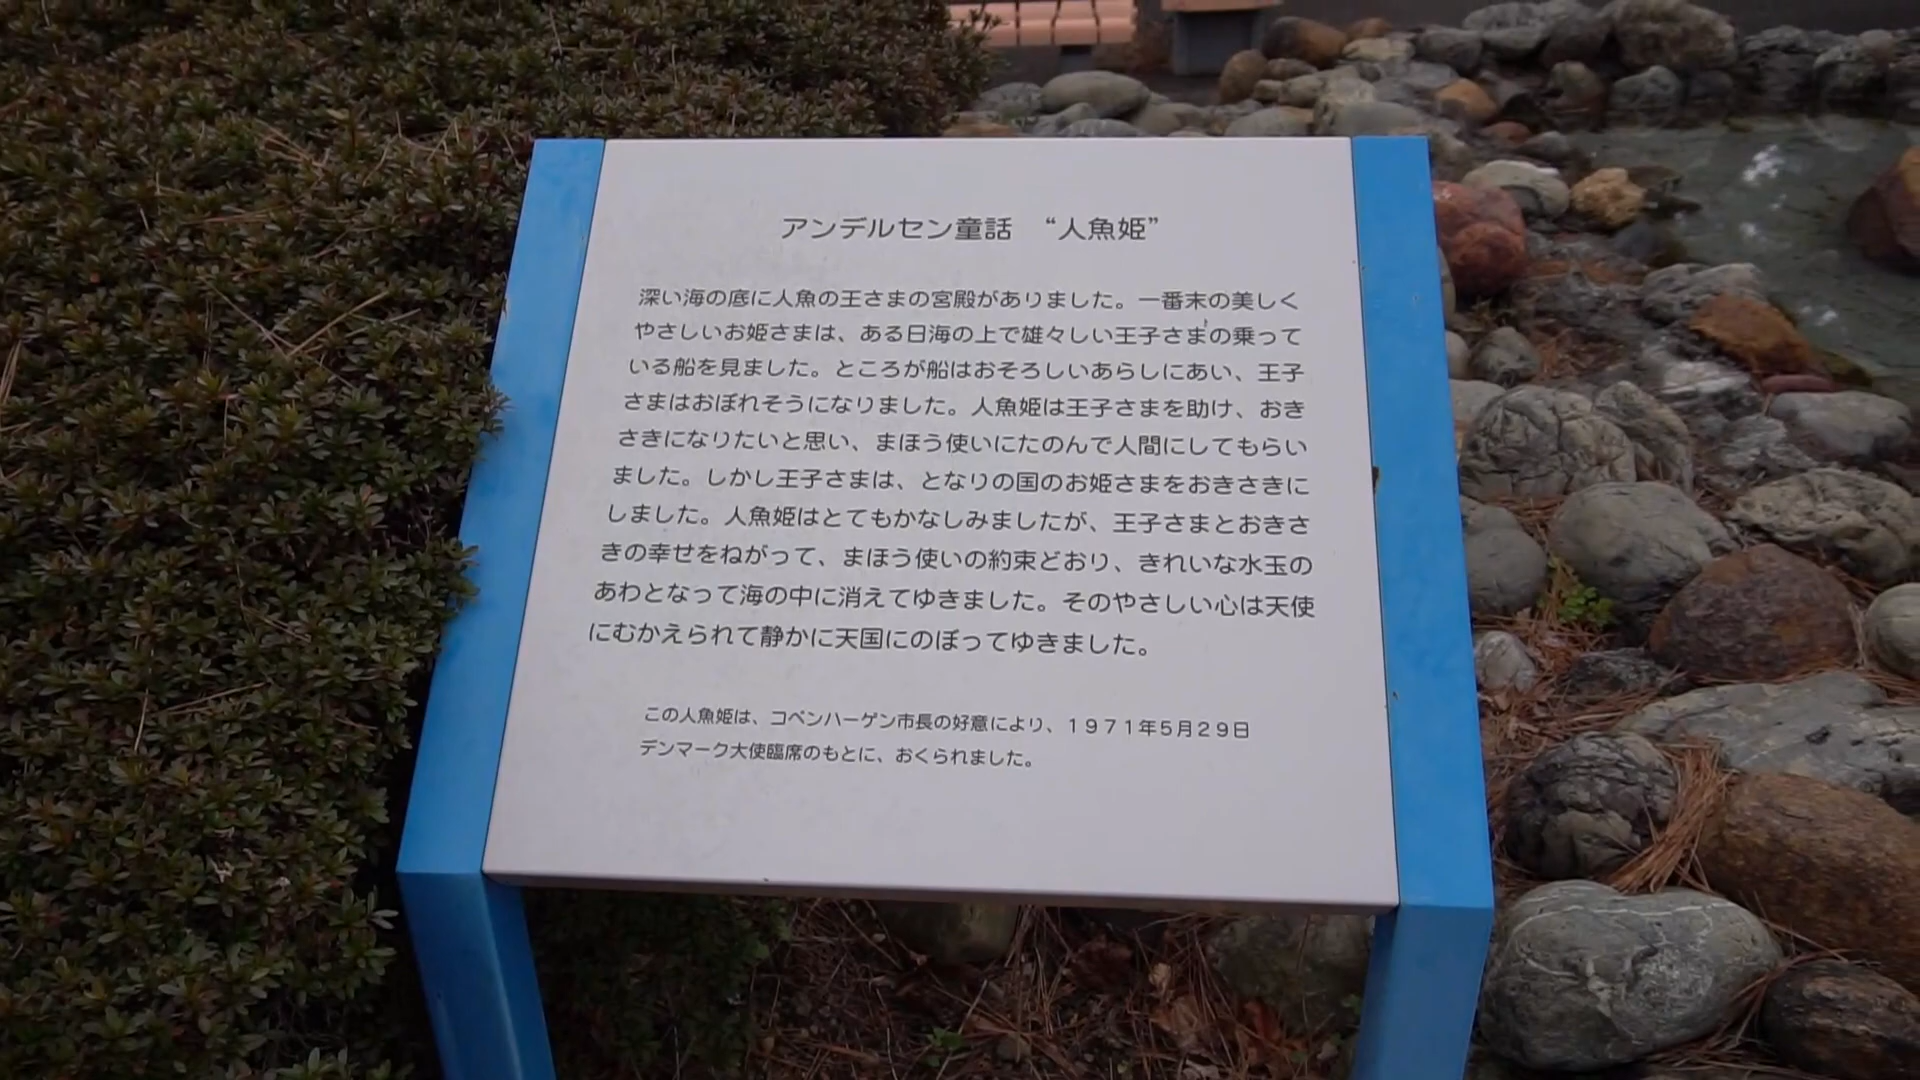 アンデルセン童話 “人魚姫”
深い海の底に人魚の王さまの宮殿がありました。一番末の美しく
やさしいお姫さまは、ある日海の上で雄々しい王子さまの乗って
いる船を見ました。ところが船はおそろしいあらしにあい、王子
さまはおぼれそうになりました。人魚姫は王子さまを助け、おき
さきになりたいと思い、まほう使いにたのんで人間にしてもらい
ました。しかし王子さまは、となりの国のお姫さまをおきさきに
しました。人魚姫はとてもかなしみましたが、王子さまとおきさ
きの幸せをねがって、まほう使いの約束どおり、きれいな水玉の
あわとなって海の中に消えてゆきました。そのやさしい心は天使
にむかえられて静かに天国にのぼってゆきました。
この人魚姫は、コペンハーゲン市長の好意により、１９７１年５月２９日
デンマーク大使臨席のもとに、おくられました。